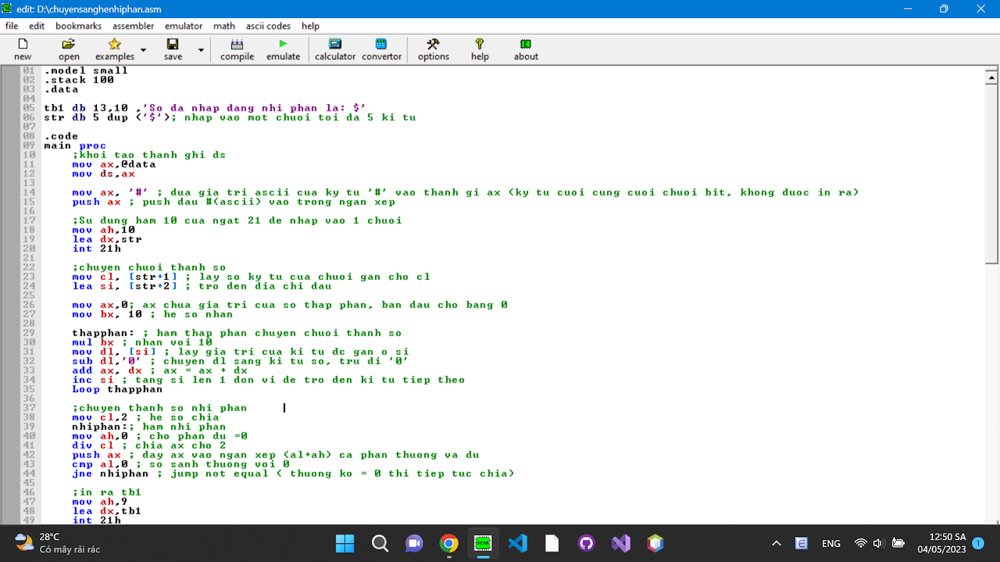 edit: D:\chuyensanghenhiphan.asm
file edit bookmarks assembler emulator math ascii codes help
new open examples save compile emulate calculator convertor options help about
01 .model small
02 .stack 100
03 .data
04
05 tb1 db 13,10 ,'So da nhap dang nhi phan la: $'
06 str db 5 dup ('$'); nhap vao mot chuoi toi da 5 ki tu
07
08 .code
09 main proc
10 ;khoi tao thanh ghi ds
11 mov ax,@data
12 mov ds,ax
13
14 mov ax, '#' ; dua gia tri ascii cua ky tu '#' vao thanh gi ax (ky tu cuoi cung cuoi chuoi bit, khong duoc in ra)
15 push ax ; push dau #(ascii) vao trong ngan xep
16
17 ;Su dung ham 10 cua ngat 21 de nhap vao 1 chuoi
18 mov ah,10
19 lea dx,str
20 int 21h
21
22 ;chuyen chuoi thanh so
23 mov cl, [str+1] ; lay so ky tu cua chuoi gan cho cl
24 lea si, [str+2] ; tro den dia chi dau
25
26 mov ax,0; ax chua gia tri cua so thap phan, ban dau cho bang 0
27 mov bx, 10 ; he so nhan
28
29 thapphan: ; ham thap phan chuyen chuoi thanh so
30 mul bx ; nhan voi 10
31 mov dl, [si] ; lay gia tri cua ki tu dc gan o si
32 sub dl,'0' ; chuyen dl sang ki tu so, tru di '0'
33 add ax, dx ; ax = ax + dx
34 inc si ; tang si len 1 don vi de tro den ki tu tiep theo
35 Loop thapphan
36
37 ;chuyen thanh so nhi phan
38 mov cl,2 ; he so chia
39 nhiphan:; ham nhi phan
40 mov ah,0 ; cho phan du =0
41 div cl ; chia ax cho 2
42 push ax ; day ax vao ngan xep (al+ah) ca phan thuong va du
43 cmp al,0 ; so sanh thuong voi 0
44 jne nhiphan ; jump not equal ( thuong ko = 0 thi tiep tuc chia)
45
46 ;in ra tb1
47 mov ah,9
48 lea dx,tb1
49 int 21h
28°C
Có mây rải rác
ENG
12:50 SA
04/05/2023
1